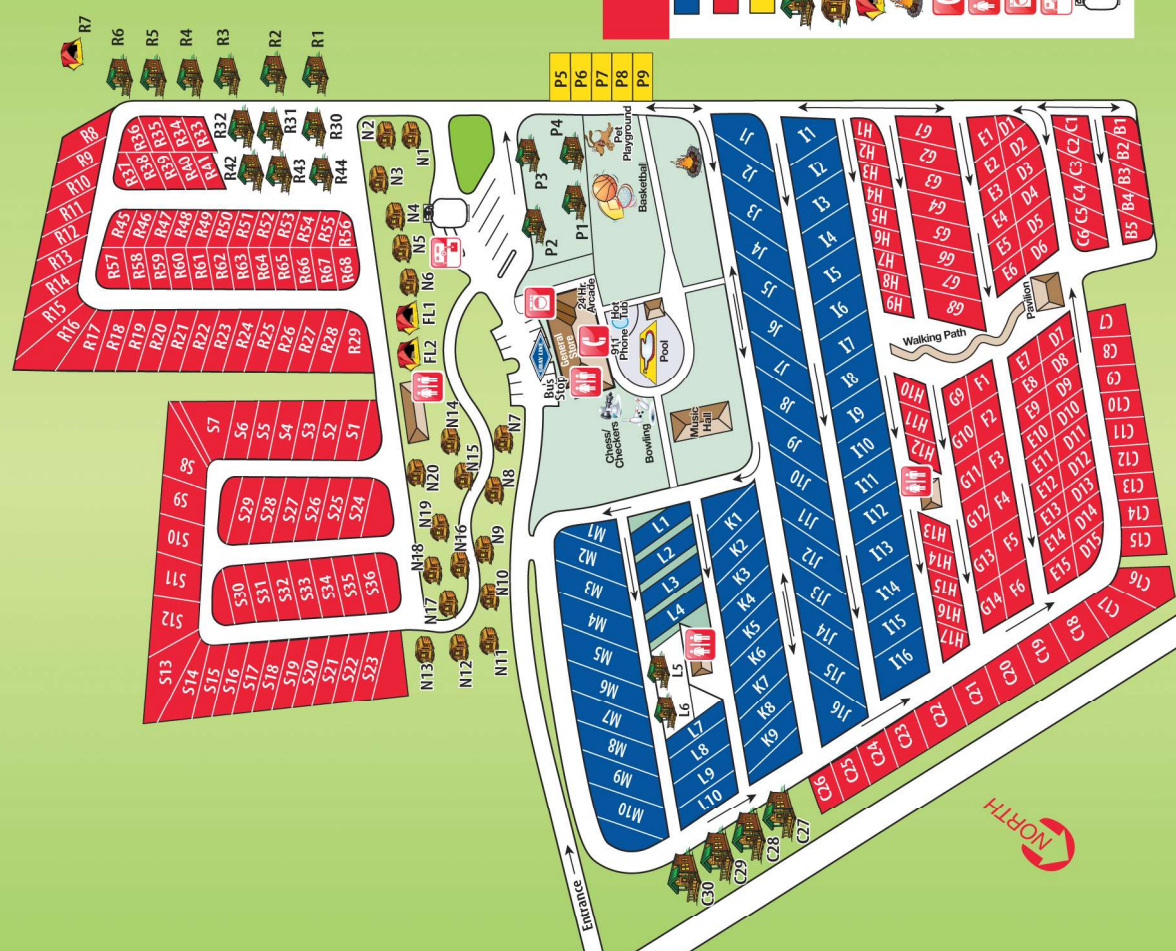 R7
R6
R5
R4
R3
R2
R1
R8
R9
R10
R11
R12
R13
R14
R15
R16
R17
R18
R19
R20
R21
R22
R23
R24
R25
R26
R27
R28
R29
R36
R35
R34
R33
R37
R38
R39
R40
R41
R32
R31
R30
R42
R43
R44
R45
R46
R47
R48
R49
R50
R51
R52
R53
R54
R55
R56
R57
R58
R59
R60
R61
R62
R63
R64
R65
R66
R67
R68
N2
N1
N3
N4
N5
N6
FL1
FL2
P5
P6
P7
P8
P9
P4
P3
P2
P1
Pet
Playground
Basketball
24 Hr.
Arcade
General
Store
GRAY LINE
Bus
Stop
911
Phone
Hot
Tub
Pool
Chess/
Checkers
Bowling
Music
Hall
S7
S6
S5
S4
S3
S2
S1
S8
S9
S10
S11
S12
S13
S14
S15
S16
S17
S18
S19
S20
S21
S22
S23
S29
S28
S27
S26
S25
S24
S30
S31
S32
S33
S34
S35
S36
N14
N7
N20
N15
N8
N19
N16
N9
N18
N10
N17
N13
N12
N11
J1
J2
J3
J4
J5
J6
J7
J8
J9
J10
J11
J12
J13
J14
J15
J16
I1
I2
I3
I4
I5
I6
I7
I8
I9
I10
I11
I12
I13
I14
I15
I16
H1
H2
H3
H4
H5
H6
H7
H8
H9
H10
H11
H12
H13
H14
H15
H16
H17
G1
G2
G3
G4
G5
G6
G7
G8
G9
G10
G11
G12
G13
G14
F1
F2
F3
F4
F5
F6
E1
E2
E3
E4
E5
E6
E7
E8
E9
E10
E11
E12
E13
E14
E15
D1
D2
D3
D4
D5
D6
D7
D8
D9
D10
D11
D12
D13
D14
D15
C1
C2
C3
C4
C5
C6
B1
B2
B3
B4
B5
Pavilion
Walking Path
C7
C8
C9
C10
C11
C12
C13
C14
C15
C16
C17
C18
C19
C20
C21
C22
C23
C24
C25
C26
C27
C28
C29
C30
M1
M2
M3
M4
M5
M6
M7
M8
M9
M10
L1
L2
L3
L4
L5
L6
L7
L8
L9
L10
K1
K2
K3
K4
K5
K6
K7
K8
K9
Entrance
NORTH